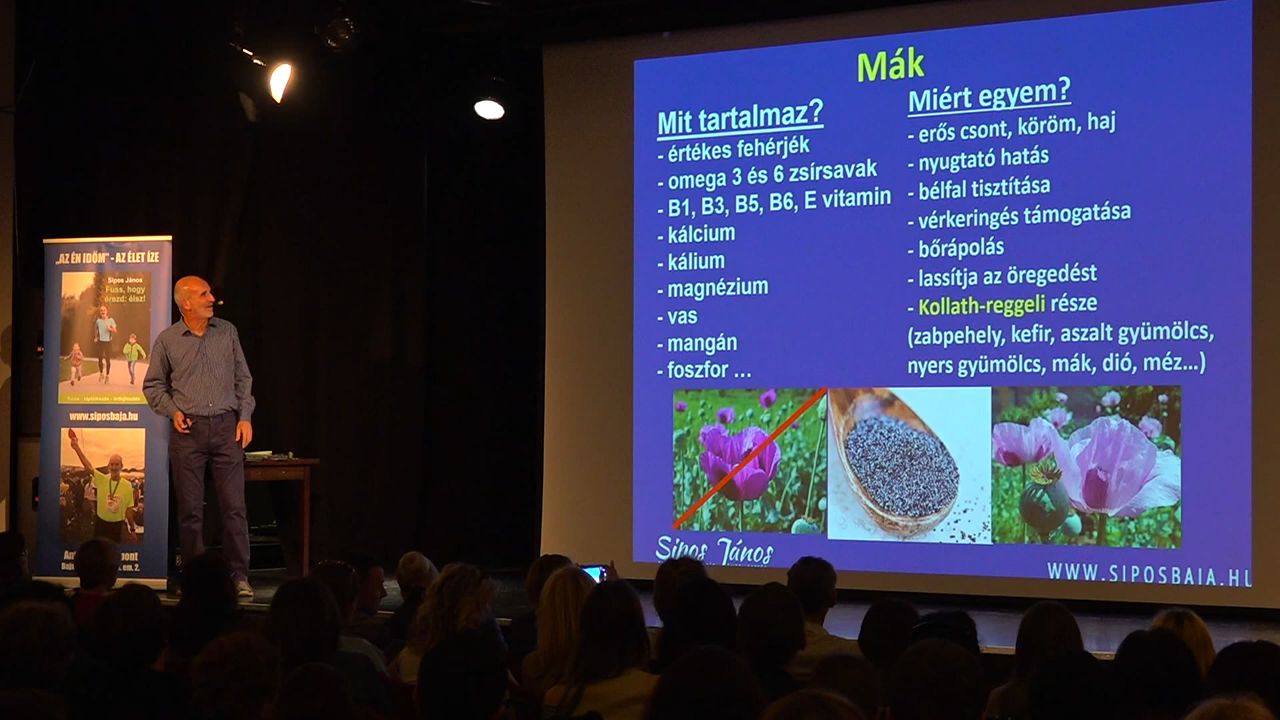 Mák
Mit tartalmaz?
- értékes fehérjék
- omega 3 és 6 zsírsavak
- B1, B3, B5, B6, E vitamin
- kálcium
- kálium
- magnézium
- vas
- mangán
- foszfor ...
Miért egyem?
- erős csont, köröm, haj
- nyugtató hatás
- bélfal tisztítása
- vérkeringés támogatása
- bőrápolás
- lassítja az öregedést
- Kollath-reggeli része
(zabpehely, kefir, aszalt gyümölcs,
nyers gyümölcs, mák, dió, méz...)
Sipos János
WWW.SIPOSBAJA.HU
„AZ ÉN IDŐM” - AZ ÉLET ÍZE
Sipos János
Fuss, hogy
érezd: élsz!
www.siposbaja.hu
em. 2.